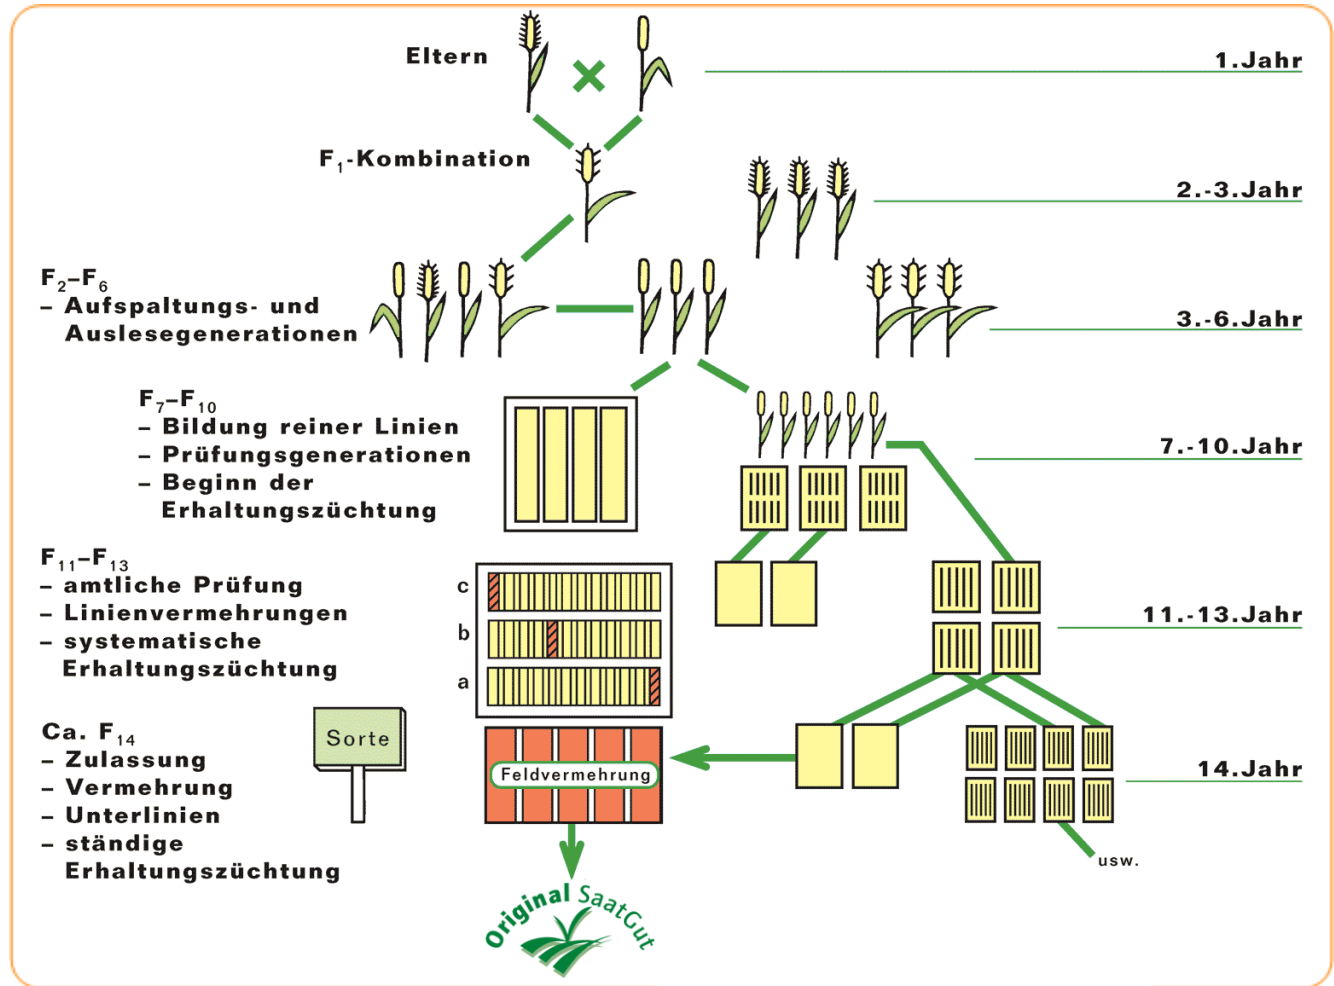 Eltern
1.Jahr
F1-Kombination
2.-3.Jahr
F2–F6
– Aufspaltungs- und
Auslesegenerationen
3.-6.Jahr
F7–F10
– Bildung reiner Linien
– Prüfungsgenerationen
– Beginn der
Erhaltungszüchtung
7.-10.Jahr
F11–F13
– amtliche Prüfung
– Linienvermehrungen
– systematische
Erhaltungszüchtung
c
b
a
11.-13.Jahr
Ca. F14
– Zulassung
– Vermehrung
– Unterlinien
– ständige
Erhaltungszüchtung
Sorte
Feldvermehrung
14.Jahr
usw.
Original SaatGut